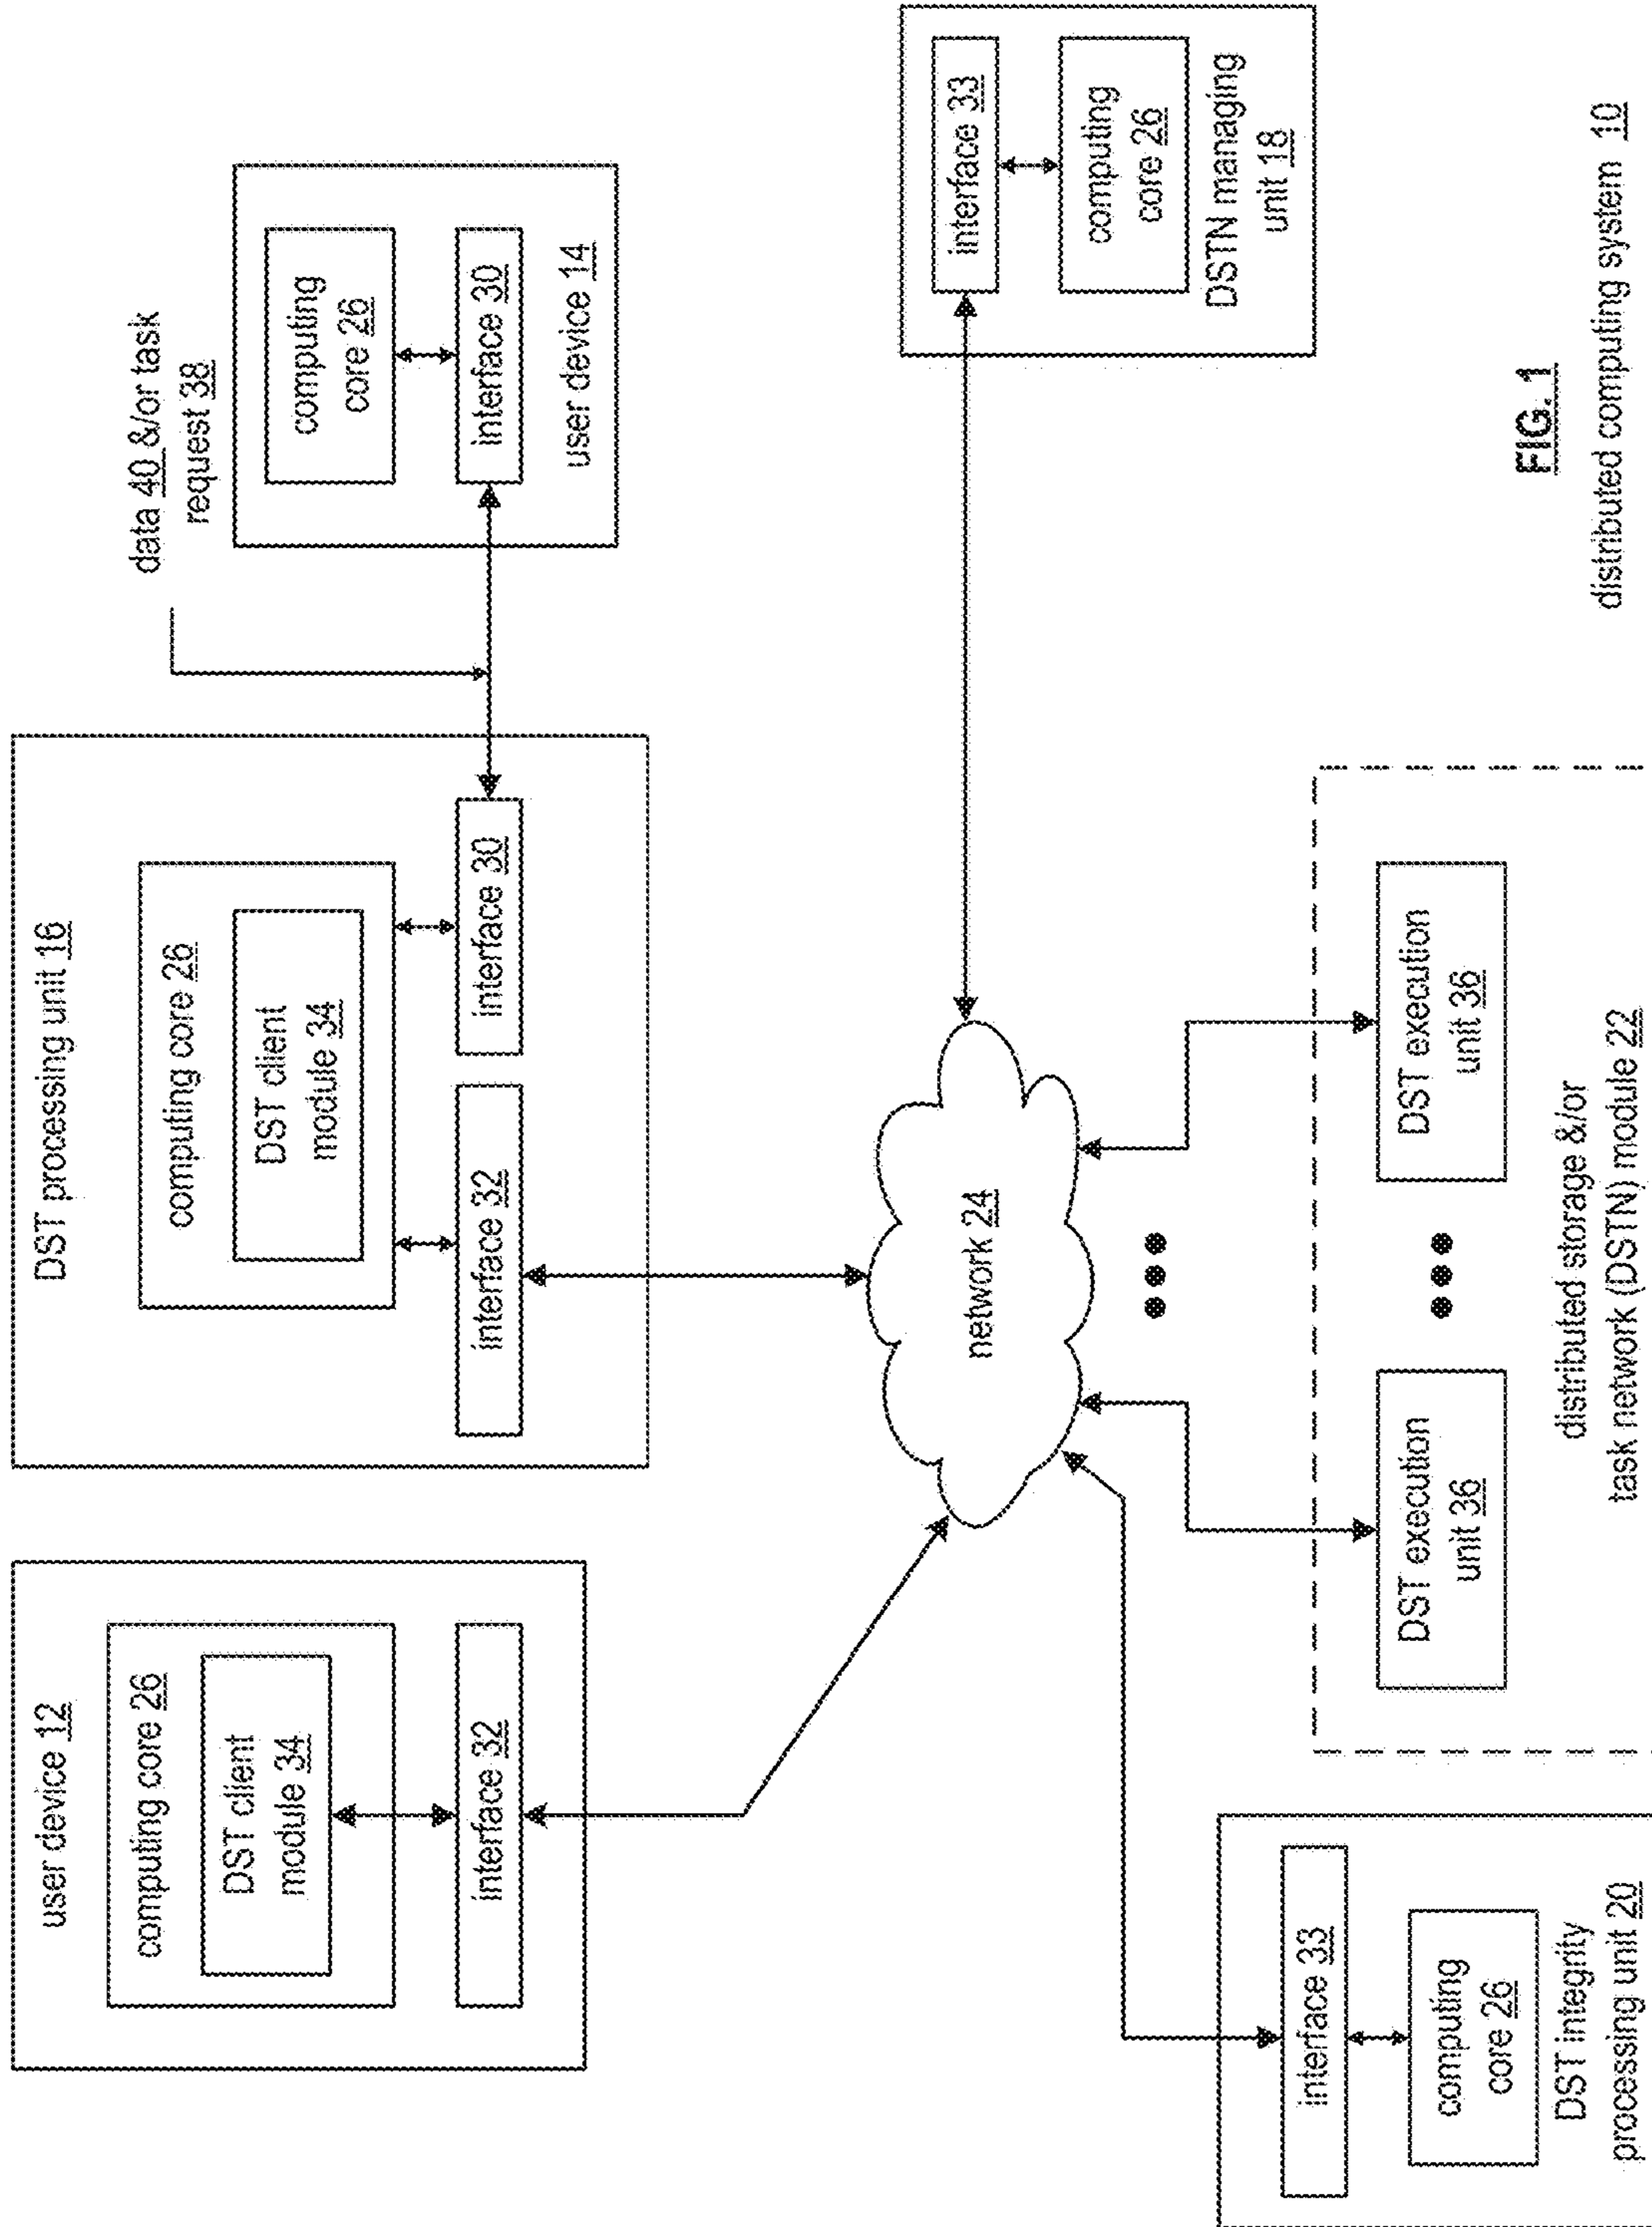 user device 12
computing core 26
DST client
module 34
interface 32
DST processing unit 16
computing core 26
DST client
module 34
interface 32
interface 30
data 40 &/or task
request 38
computing
core 26
interface 30
user device 14
network 24
interface 33
computing
core 26
DSTN managing
unit 18
interface 33
computing
core 26
DST integrity
processing unit 20
DST execution
unit 36
DST execution
unit 36
distributed storage &/or
task network (DSTN) module 22
FIG. 1
distributed computing system 10